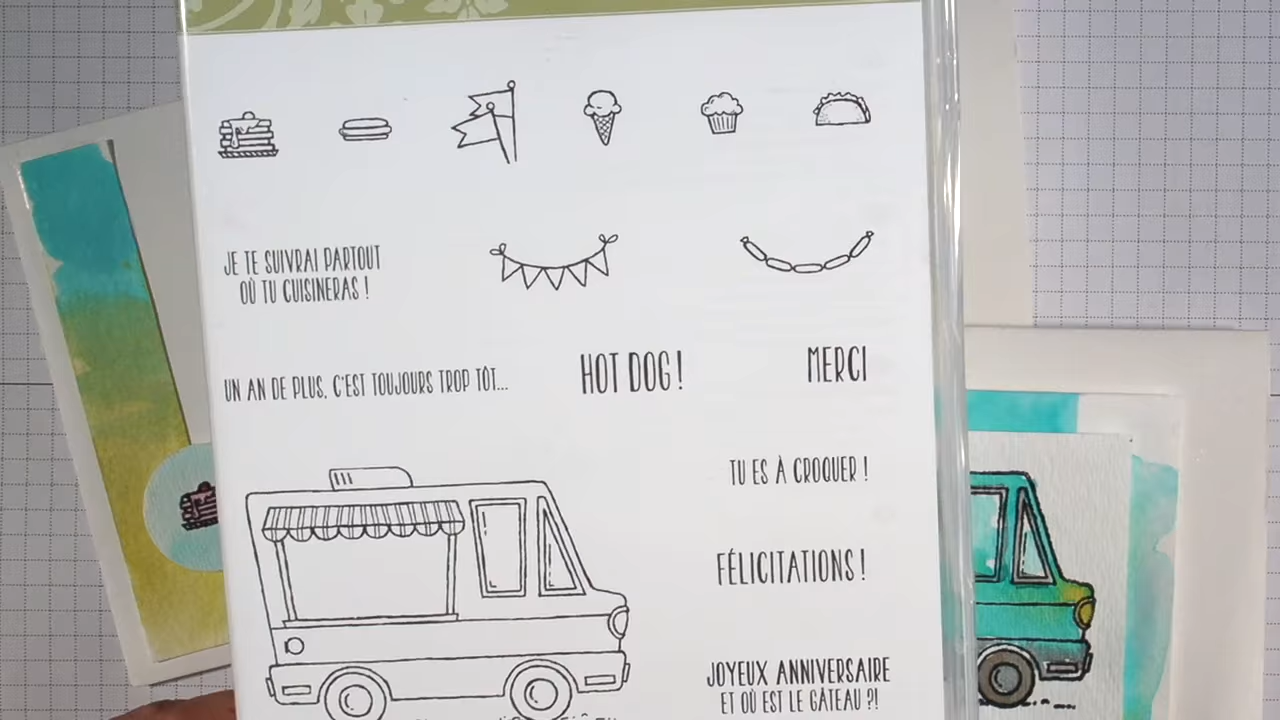 JE TE SUIVRAI PARTOUT
OÙ TU CUISINERAS !
UN AN DE PLUS, C'EST TOUJOURS TROP TÔT...
HOT DOG !
MERCI
TU ES À CROQUER !
FÉLICITATIONS !
JOYEUX ANNIVERSAIRE
ET OÙ EST LE GÂTEAU ?!